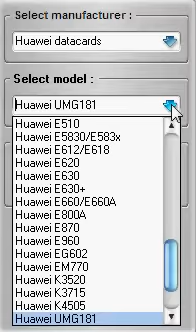 Select manufacturer :
Huawei datacards
Select model :
Huawei UMG181
Huawei E510
Huawei E5830/E583x
Huawei E612/E618
Huawei E620
Huawei E630
Huawei E630+
Huawei E660/E660A
Huawei E800A
Huawei E870
Huawei E960
Huawei EG602
Huawei EM770
Huawei K3520
Huawei K3715
Huawei K4505
Huawei UMG181